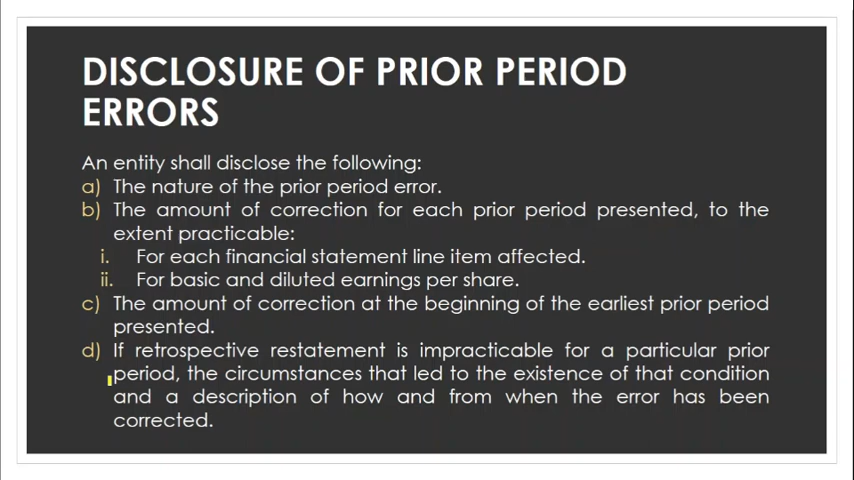 DISCLOSURE OF PRIOR PERIOD
ERRORS
An entity shall disclose the following:
a) The nature of the prior period error.
b) The amount of correction for each prior period presented, to the
extent practicable:
i. For each financial statement line item affected.
ii. For basic and diluted earnings per share.
c) The amount of correction at the beginning of the earliest prior period
presented.
d) If retrospective restatement is impracticable for a particular prior
period, the circumstances that led to the existence of that condition
and a description of how and from when the error has been
corrected.